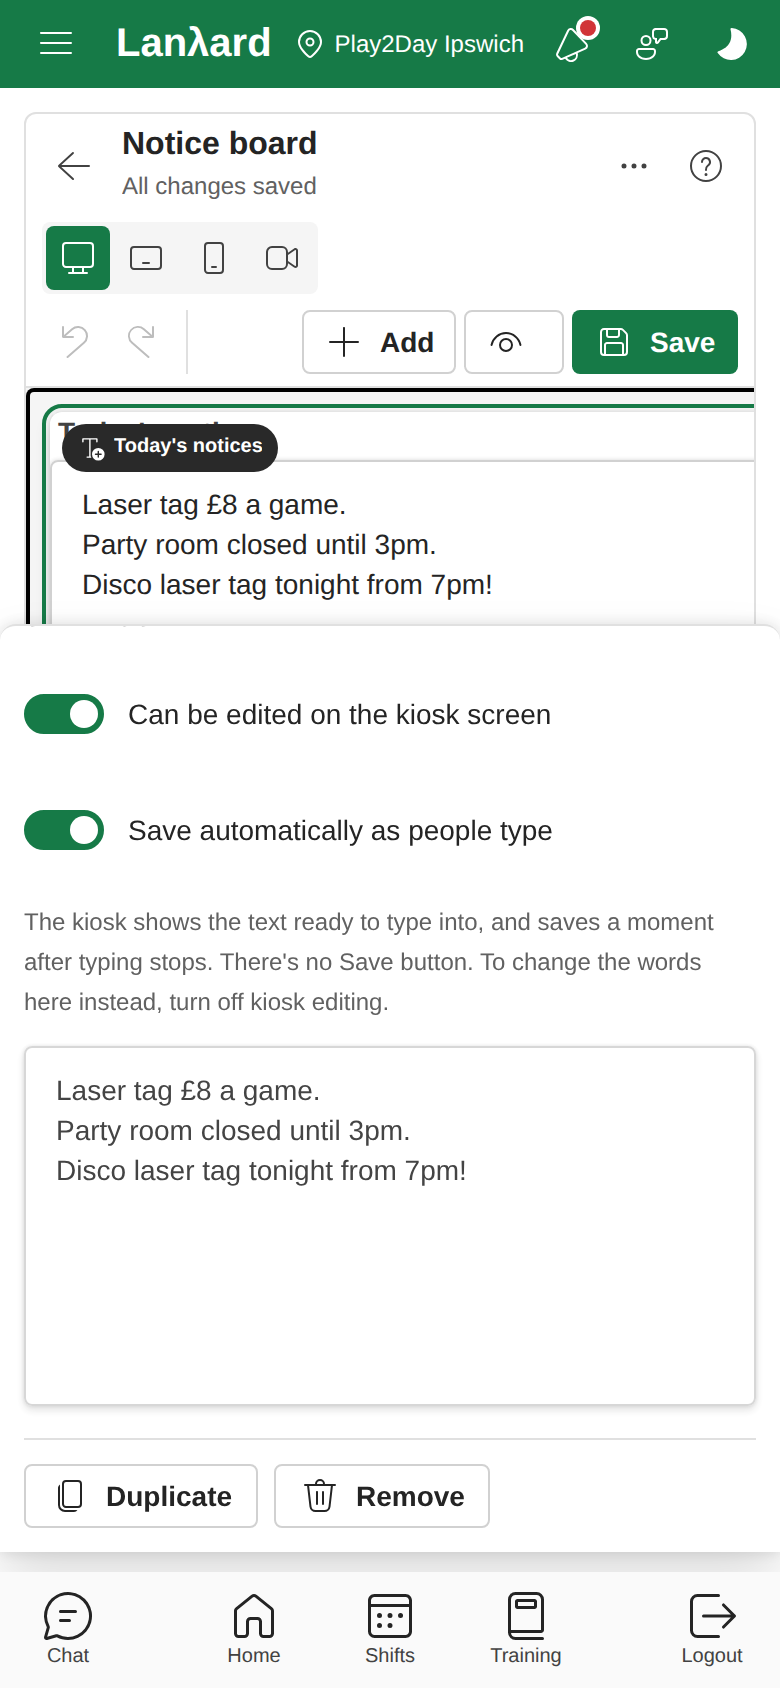 Lanλard
Play2Day Ipswich
Notice board
All changes saved
Add
Save
Today's notices
Laser tag £8 a game.
Party room closed until 3pm.
Disco laser tag tonight from 7pm!
Can be edited on the kiosk screen
Save automatically as people type
The kiosk shows the text ready to type into, and saves a moment
after typing stops. There's no Save button. To change the words
here instead, turn off kiosk editing.
Laser tag £8 a game.
Party room closed until 3pm.
Disco laser tag tonight from 7pm!
Duplicate
Remove
Chat
Home
Shifts
Training
Logout